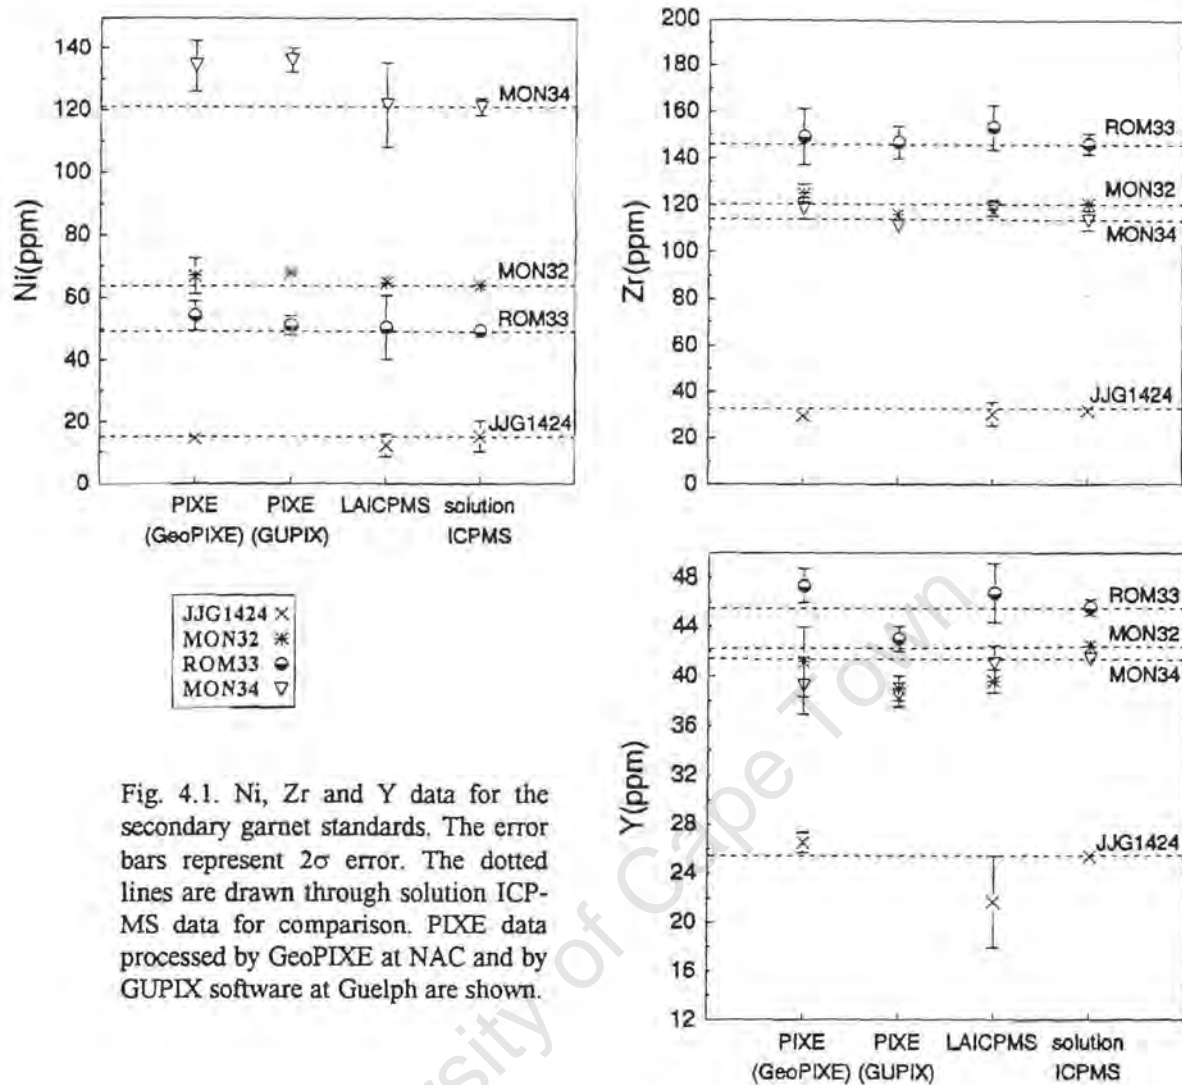 140
120
100
80
60
40
20
0
Ni(ppm)
MON34
MON32
ROM33
JJG1424
PIXE PIXE LAICPMS solution
(GeoPIXE) (GUPIX) ICPMS
200
180
160
140
120
100
80
60
40
20
0
Zr(ppm)
ROM33
MON32
MON34
JJG1424
JJG1424
MON32
ROM33
MON34
48
44
40
36
32
28
24
20
16
12
Y(ppm)
ROM33
MON32
MON34
JJG1424
PIXE PIXE LAICPMS solution
(GeoPIXE) (GUPIX) ICPMS
Fig. 4.1. Ni, Zr and Y data for the
secondary garnet standards. The error
bars represent 2σ error. The dotted
lines are drawn through solution ICP-
MS data for comparison. PIXE data
processed by GeoPIXE at NAC and by
GUPIX software at Guelph are shown.
ersity of Cape Town